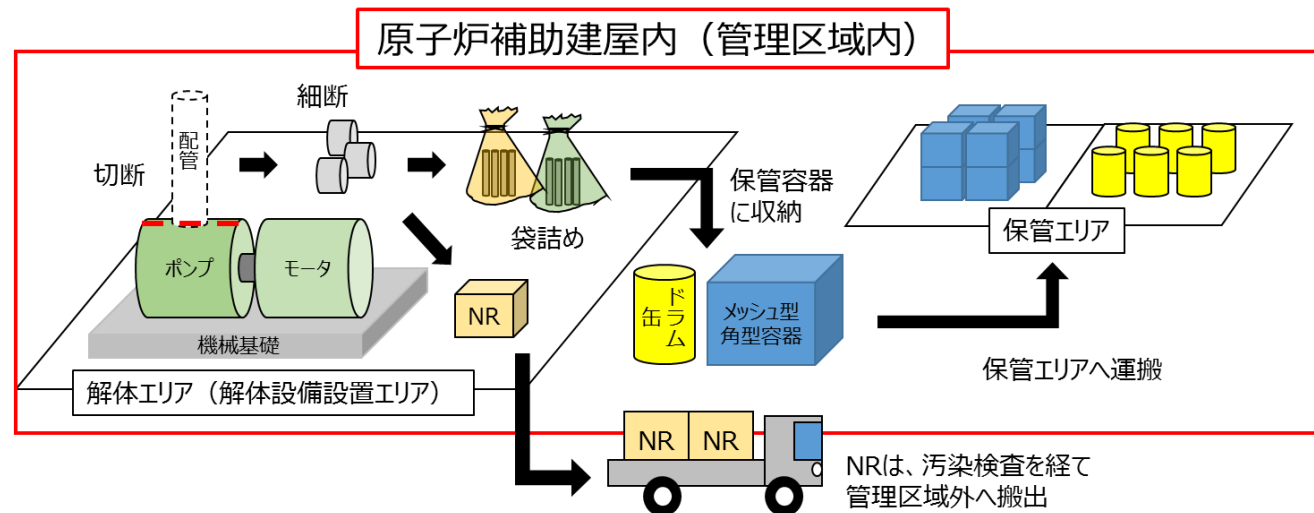 原子炉補助建屋内（管理区域内）
細断
配管
切断
袋詰め
ポンプ
モータ
機械基礎
NR
解体エリア（解体設備設置エリア）
保管容器
に収納
ドラム
缶
メッシュ型
角型容器
保管エリア
保管エリアへ運搬
NR
NR
NRは、汚染検査を経て
管理区域外へ搬出